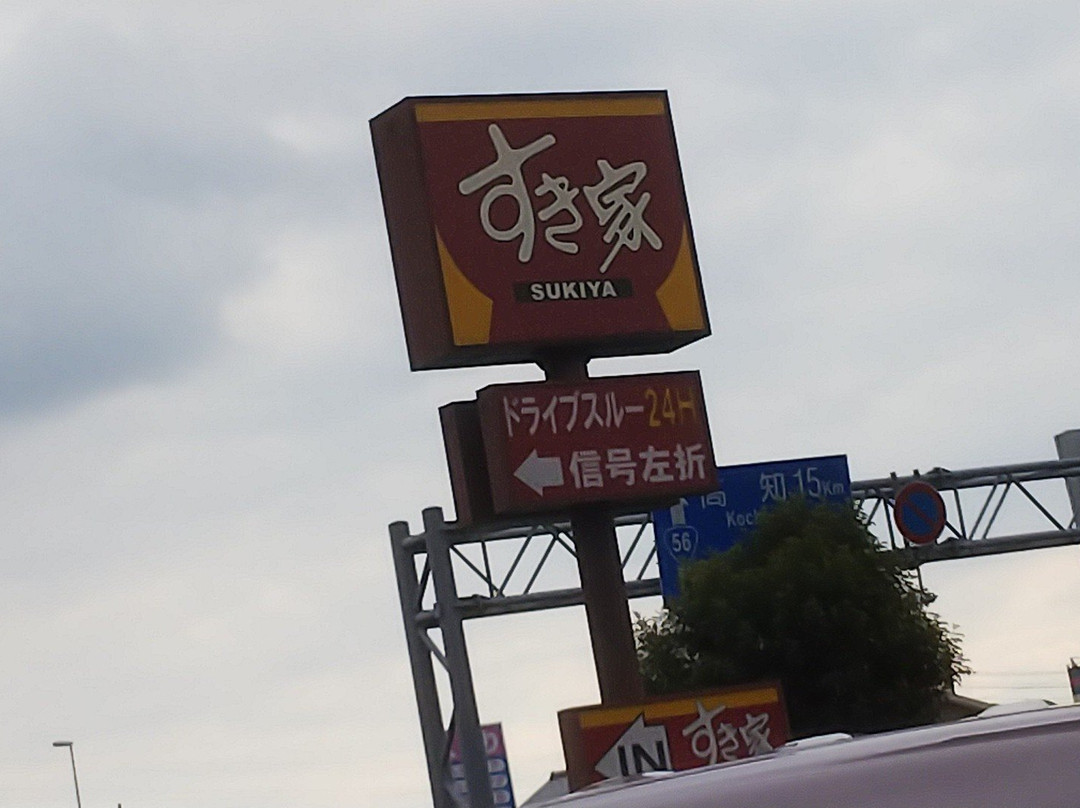 すき家
SUKIYA
ドライブスルー24H
信号左折
高 知 15Km
56
IN すき家